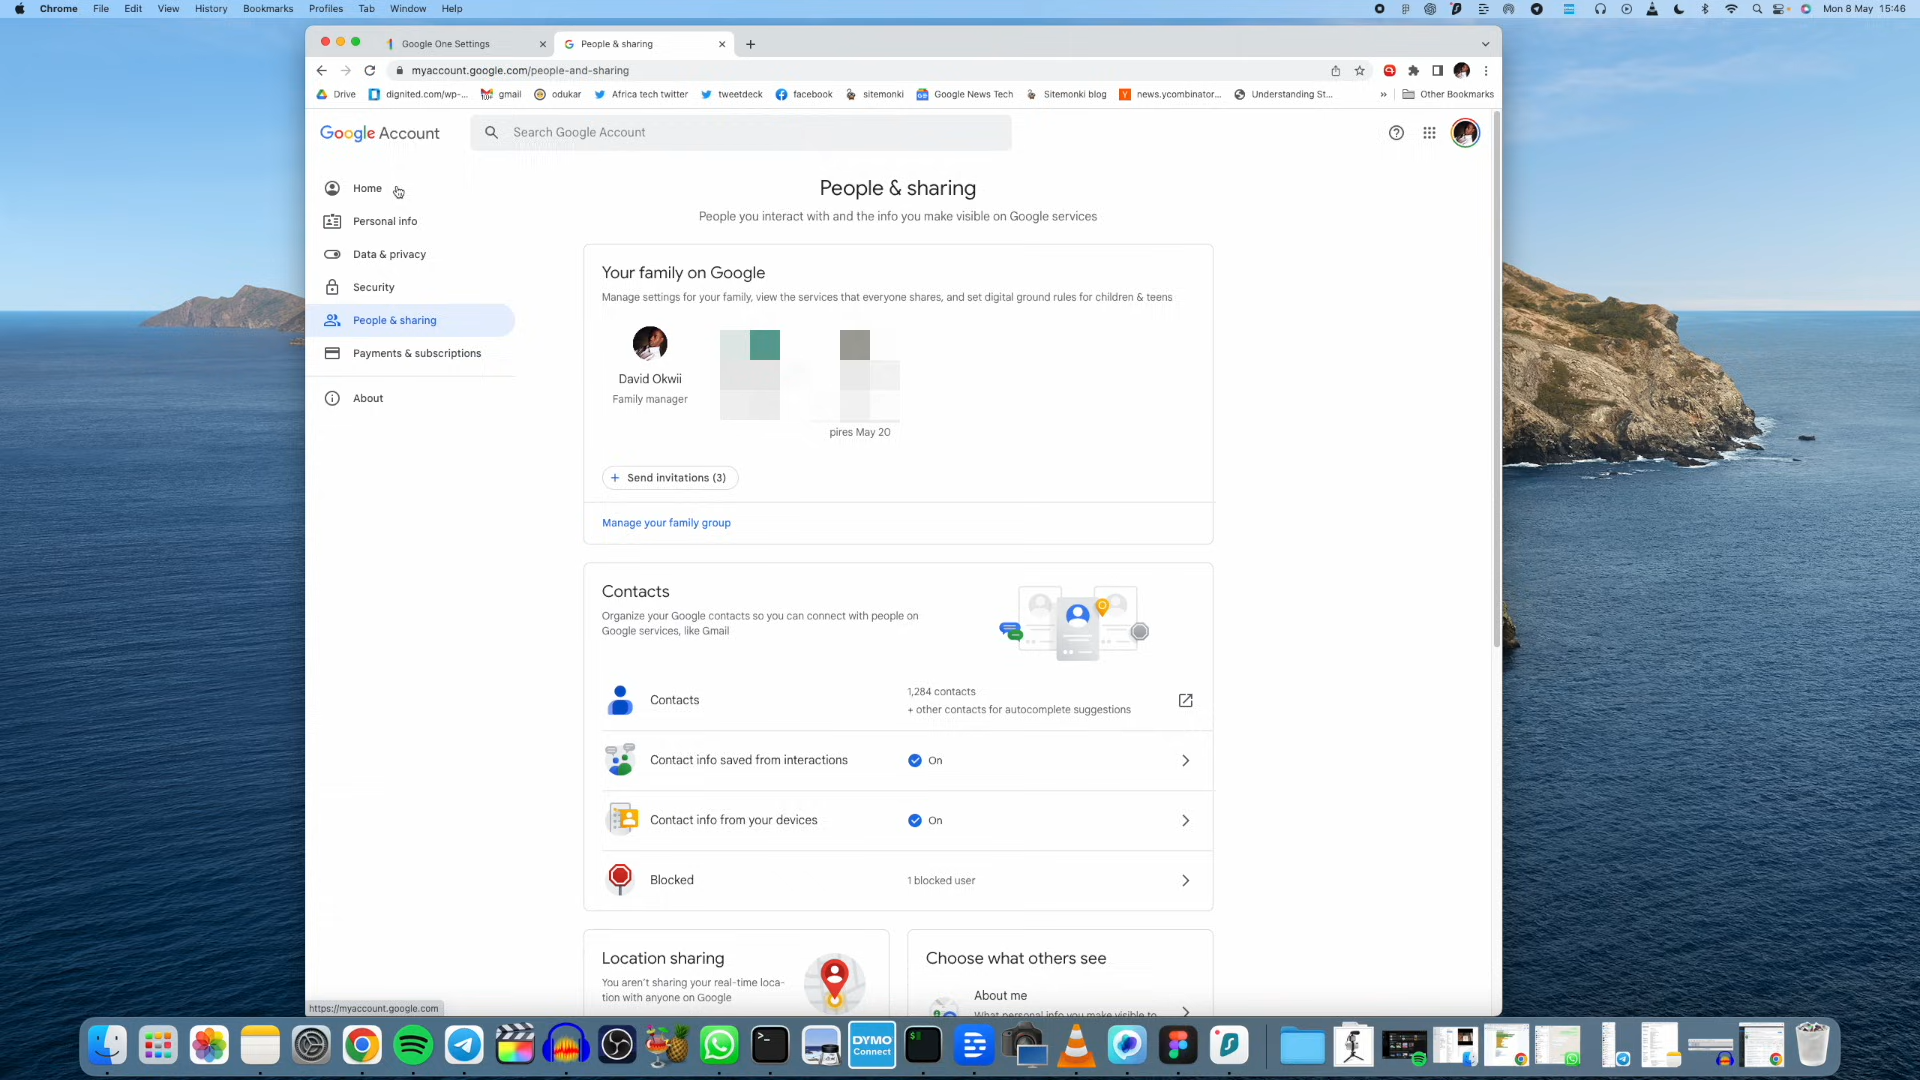 Chrome File Edit View History Bookmarks Profiles Tab Window Help
Mon 8 May 15:46
Google One Settings
People & sharing
myaccount.google.com/people-and-sharing
Drive dignited.com/wp-... gmail odukar Africa tech twitter tweetdeck facebook sitemonki Google News Tech Sitemonki blog news.ycombinator... Understanding St... » Other Bookmarks
Google Account
Search Google Account
Home
Personal info
Data & privacy
Security
People & sharing
Payments & subscriptions
About
People & sharing
People you interact with and the info you make visible on Google services
Your family on Google
Manage settings for your family, view the services that everyone shares, and set digital ground rules for children & teens
David Okwii
Family manager
pires May 20
+ Send invitations (3)
Manage your family group
Contacts
Organize your Google contacts so you can connect with people on
Google services, like Gmail
Contacts
1,284 contacts
+ other contacts for autocomplete suggestions
Contact info saved from interactions
On
Contact info from your devices
On
Blocked
1 blocked user
Location sharing
You aren't sharing your real-time loca-
tion with anyone on Google
Choose what others see
About me
What personal info you make visible to
https://myaccount.google.com
DYMO
Connect